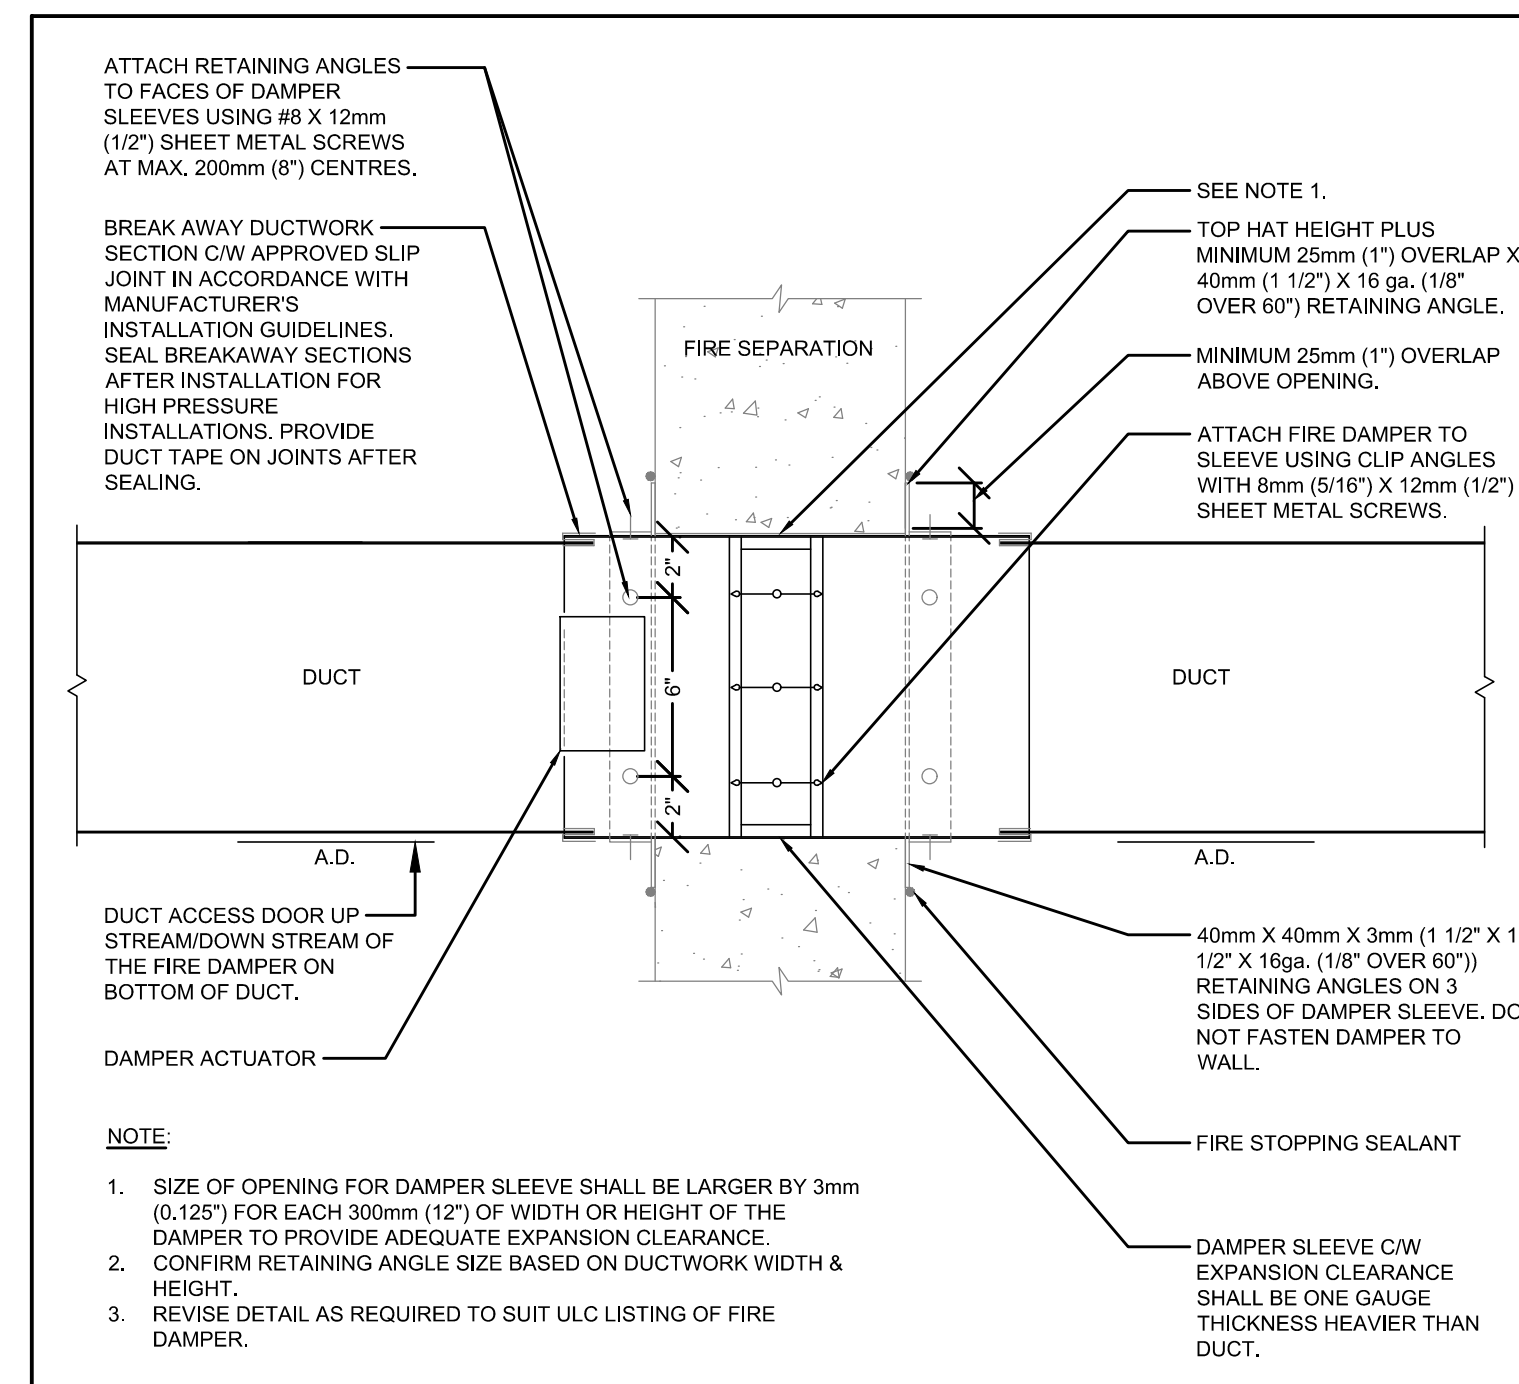 ATTACH RETAINING ANGLES
TO FACES OF DAMPER
SLEEVES USING #8 X 12mm
(1/2") SHEET METAL SCREWS
AT MAX. 200mm (8") CENTRES.
BREAK AWAY DUCTWORK
SECTION C/W APPROVED SLIP
JOINT IN ACCORDANCE WITH
MANUFACTURER'S
INSTALLATION GUIDELINES.
SEAL BREAKAWAY SECTIONS
AFTER INSTALLATION FOR
HIGH PRESSURE
INSTALLATIONS. PROVIDE
DUCT TAPE ON JOINTS AFTER
SEALING.
FIRE SEPARATION
SEE NOTE 1.
TOP HAT HEIGHT PLUS
MINIMUM 25mm (1") OVERLAP X
40mm (1 1/2") X 16 ga. (1/8"
OVER 60") RETAINING ANGLE.
MINIMUM 25mm (1") OVERLAP
ABOVE OPENING.
ATTACH FIRE DAMPER TO
SLEEVE USING CLIP ANGLES
WITH 8mm (5/16") X 12mm (1/2")
SHEET METAL SCREWS.
2"
6"
2"
DUCT
DUCT
A.D.
A.D.
DUCT ACCESS DOOR UP
STREAM/DOWN STREAM OF
THE FIRE DAMPER ON
BOTTOM OF DUCT.
DAMPER ACTUATOR
40mm X 40mm X 3mm (1 1/2" X 1
1/2" X 16ga. (1/8" OVER 60"))
RETAINING ANGLES ON 3
SIDES OF DAMPER SLEEVE. DO
NOT FASTEN DAMPER TO
WALL.
FIRE STOPPING SEALANT
DAMPER SLEEVE C/W
EXPANSION CLEARANCE
SHALL BE ONE GAUGE
THICKNESS HEAVIER THAN
DUCT.
NOTE:
1. SIZE OF OPENING FOR DAMPER SLEEVE SHALL BE LARGER BY 3mm
(0.125") FOR EACH 300mm (12") OF WIDTH OR HEIGHT OF THE
DAMPER TO PROVIDE ADEQUATE EXPANSION CLEARANCE.
2. CONFIRM RETAINING ANGLE SIZE BASED ON DUCTWORK WIDTH &
HEIGHT.
3. REVISE DETAIL AS REQUIRED TO SUIT ULC LISTING OF FIRE
DAMPER.